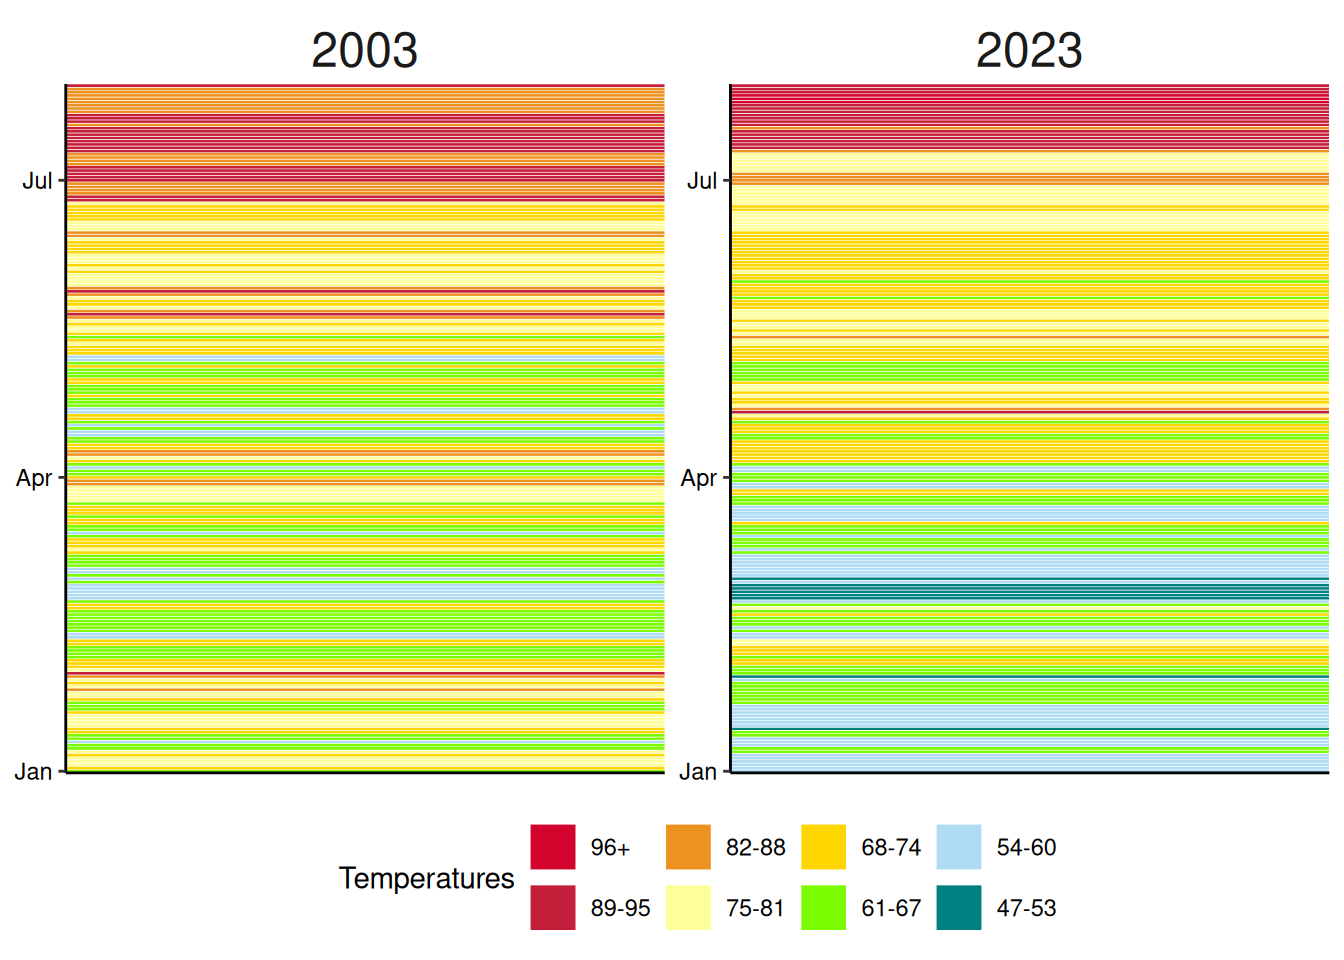 2003 2023
Jul Jul
Apr Apr
Jan Jan
Temperatures
96+ 82-88 68-74 54-60
89-95 75-81 61-67 47-53